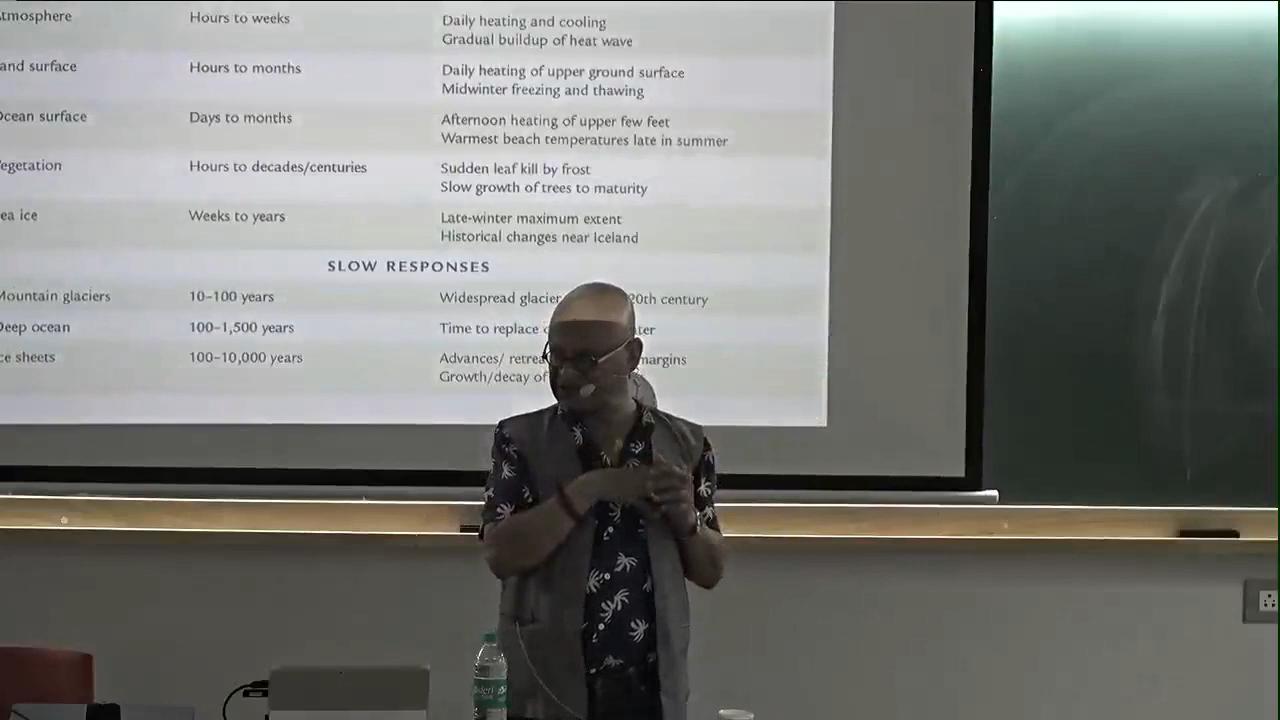 tmosphere Hours to weeks Daily heating and cooling
Gradual buildup of heat wave
and surface Hours to months Daily heating of upper ground surface
Midwinter freezing and thawing
Ocean surface Days to months Afternoon heating of upper few feet
Warmest beach temperatures late in summer
egetation Hours to decades/centuries Sudden leaf kill by frost
Slow growth of trees to maturity
ea ice Weeks to years Late-winter maximum extent
Historical changes near Iceland
SLOW RESPONSES
Mountain glaciers 10–100 years Widespread glacier 20th century
Deep ocean 100–1,500 years Time to replace
ce sheets 100–10,000 years Advances/ margins
Growth/decay of